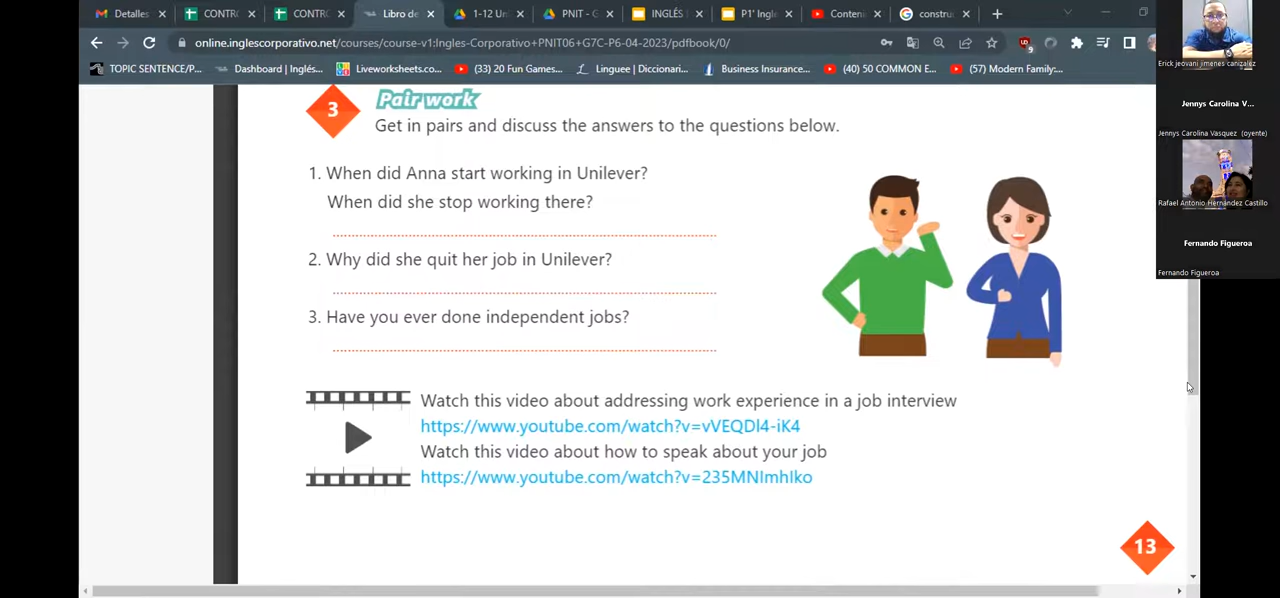 Detalles
CONTRO
CONTRO
Libro de
1-12 Un
PNIT - G
INGLÉS
P1' Ingle
Conten
constru
online.inglescorporativo.net/courses/course-v1:Ingles-Corporativo+PNIT06+G7C-P6-04-2023/pdfbook/0/
TOPIC SENTENCE/P...
Dashboard | Inglés...
Liveworksheets.co...
(33) 20 Fun Games...
Linguee | Diccionari...
Business Insurance...
(40) 50 COMMON E...
(57) Modern Family:...
Erick jeovani jimenes canizalez
Jennys Carolina V...
Jennys Carolina Vasquez (oyente)
Rafael Antonio Hernández Castillo
Fernando Figueroa
Fernando Figueroa
3
Pair work
Get in pairs and discuss the answers to the questions below.
1. When did Anna start working in Unilever?
When did she stop working there?
2. Why did she quit her job in Unilever?
3. Have you ever done independent jobs?
Watch this video about addressing work experience in a job interview
https://www.youtube.com/watch?v=vVEQDl4-iK4
Watch this video about how to speak about your job
https://www.youtube.com/watch?v=235MNImhIko
13